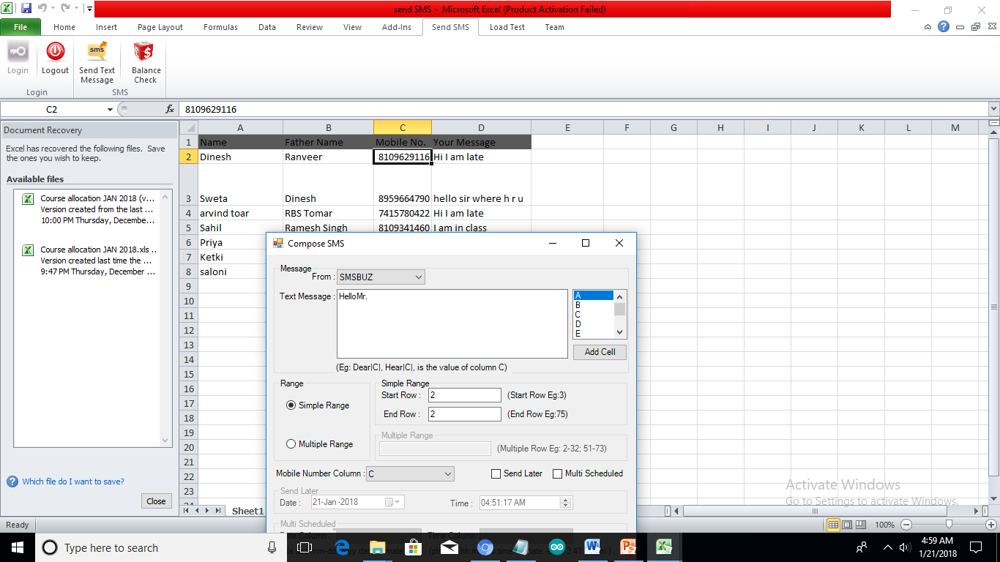 send SMS - Microsoft Excel (Product Activation Failed)
File Home Insert Page Layout Formulas Data Review View Add-Ins Send SMS Load Test Team
Login Logout Send Text Message Balance Check
sms
Login SMS
C2 fx 8109629116
Document Recovery
Excel has recovered the following files. Save
the ones you wish to keep.
Available files
Course allocation JAN 2018 (v...
Version created from the last ...
10:00 PM Thursday, Decembe...
Course allocation JAN 2018.xls ..
Version created last time the ...
9:47 PM Thursday, December ...
Which file do I want to save?
Close
A B C D E F G H I J K L M
1 Name Father Name Mobile No. Your Message
2 Dinesh Ranveer 8109629116 Hi I am late
3 Sweta Dinesh 8959664790 hello sir where h r u
4 arvind toar RBS Tomar 7415780422 Hi I am late
5 Sahil Ramesh Singh 8109341460 I am in class
6 Priya
7 Ketki
8 saloni
9
10
11
12
13
14
15
16
17
18
19
20
21
22
23
Sheet1
Compose SMS
Message
From : SMSBUZ
Text Message : HelloMr.
A
B
C
D
E
Add Cell
(Eg: Dear|C|, Hear|C|, is the value of column C)
Range
Simple Range
Multiple Range
Simple Range
Start Row : 2 (Start Row Eg:3)
End Row : 2 (End Row Eg:75)
Multiple Range
(Multiple Row Eg: 2-32; 51-73)
Mobile Number Column : C Send Later Multi Scheduled
Send Later
Date : 21-Jan -2018 Time : 04:51:17 AM
Multi Scheduled
Activate Windows
Go to Settings to activate Windows.
Ready 100%
Type here to search
4:59 AM
1/21/2018